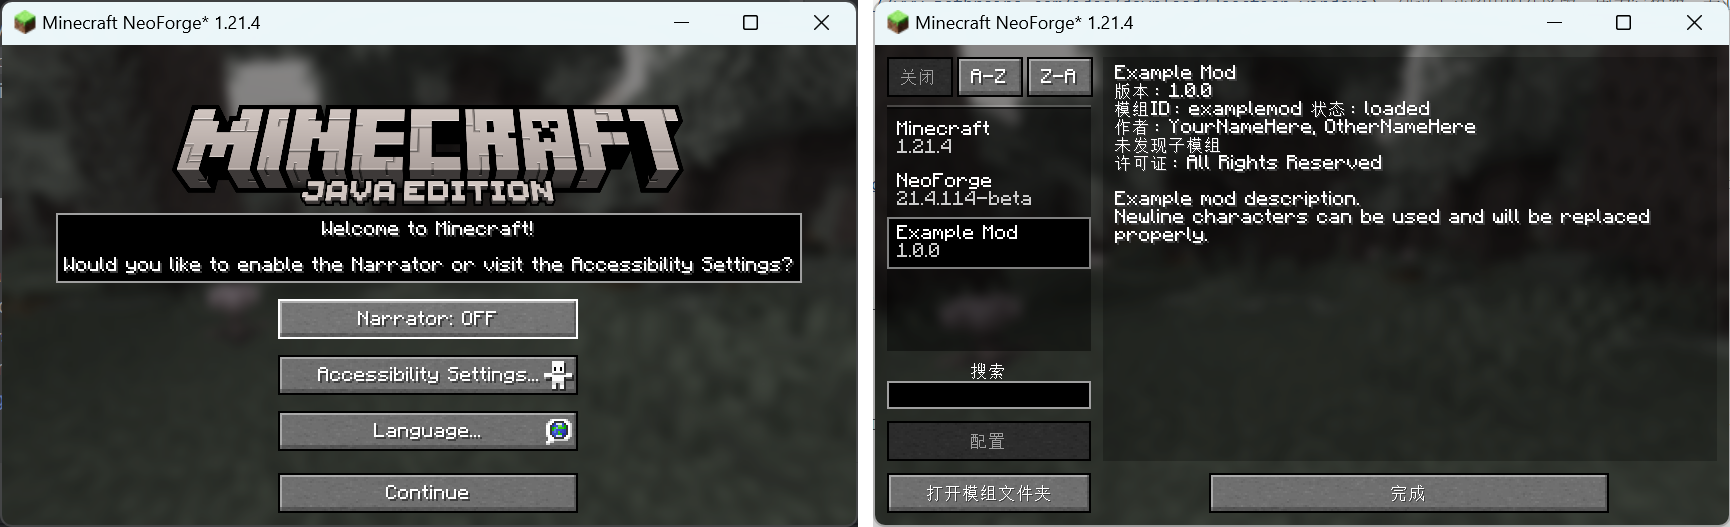 Minecraft NeoForge* 1.21.4
MINECRAFT
JAVA EDITION
Welcome to Minecraft!
Would you like to enable the Narrator or visit the Accessibility Settings?
Narrator: OFF
Accessibility Settings...
Language...
Continue
Minecraft NeoForge* 1.21.4
关闭
A-Z
Z-A
Minecraft
1.21.4
NeoForge
21.4.114-beta
Example Mod
1.0.0
搜索
配置
打开模组文件夹
Example Mod
版本：1.0.0
模组ID：examplemod 状态：loaded
作者：YourNameHere, OtherNameHere
未发现子模组
许可证：All Rights Reserved
Example mod description.
Newline characters can be used and will be replaced
properly.
完成